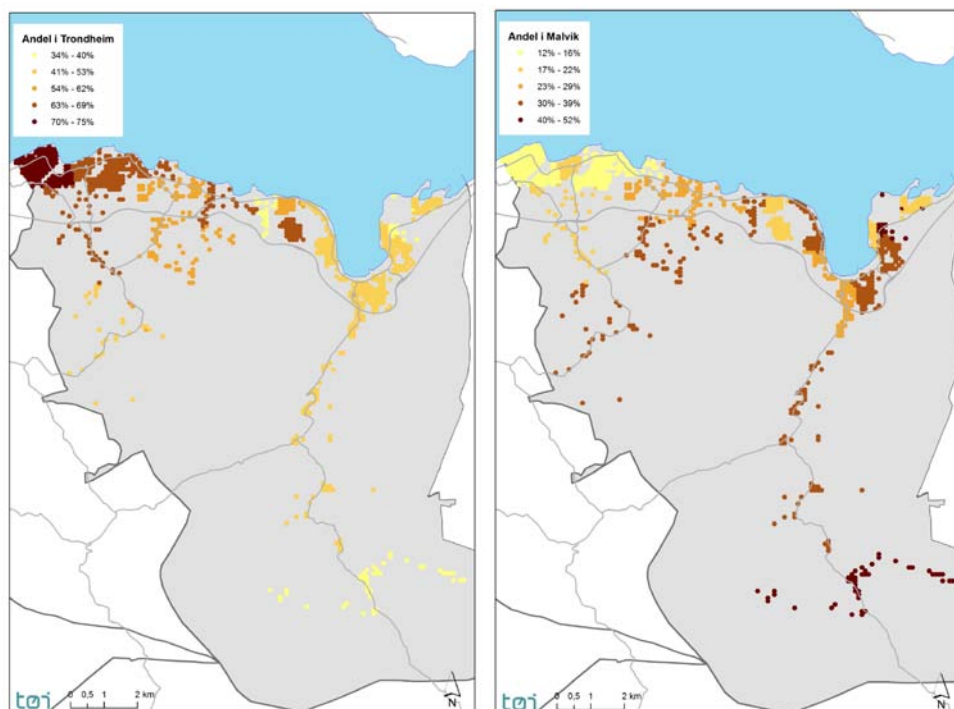 Andel i Trondheim
34% - 40%
41% - 53%
54% - 62%
63% - 69%
70% - 75%
tøi
0 0,5 1 2 km
N
Andel i Malvik
12% - 16%
17% - 22%
23% - 29%
30% - 39%
40% - 52%
tøi
0 0,5 1 2 km
N